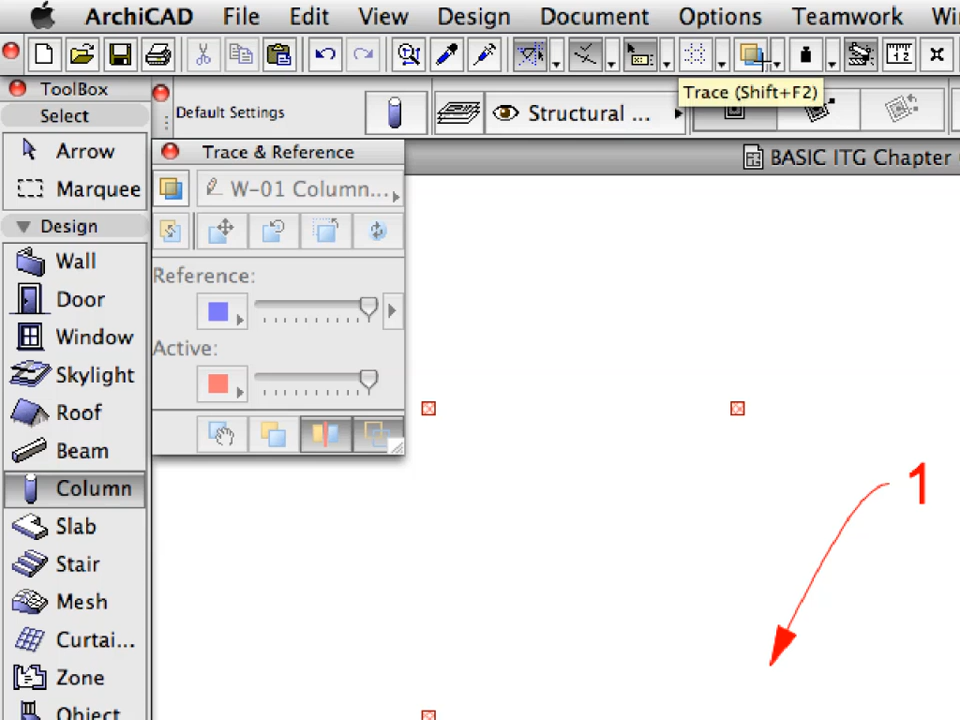 ArchiCAD File Edit View Design Document Options Teamwork
ToolBox
Select
Default Settings
Structural ...
Trace (Shift+F2)
Arrow
Marquee
Trace & Reference
BASIC ITG Chapter
W-01 Column...
Design
Wall
Door
Window
Skylight
Roof
Beam
Column
Slab
Stair
Mesh
Curtai...
Zone
Object
Reference:
Active:
1